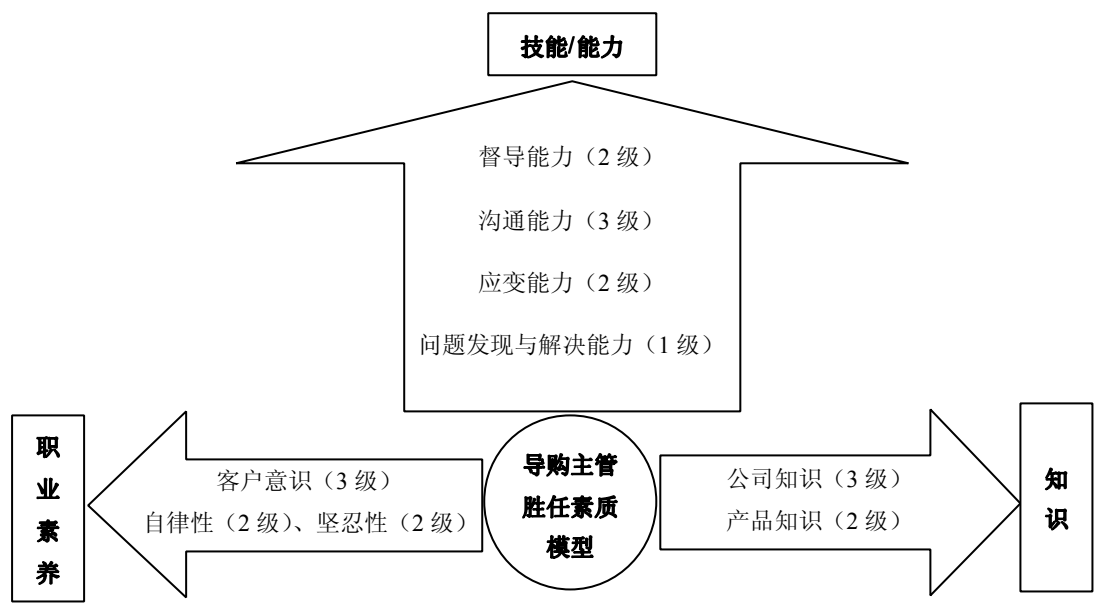 技能/能力
督导能力（2 级）
沟通能力（3 级）
应变能力（2 级）
问题发现与解决能力（1 级）
职业素养
客户意识（3 级）
自律性（2 级）、坚忍性（2 级）
导购主管
胜任素质
模型
公司知识（3 级）
产品知识（2 级）
知识